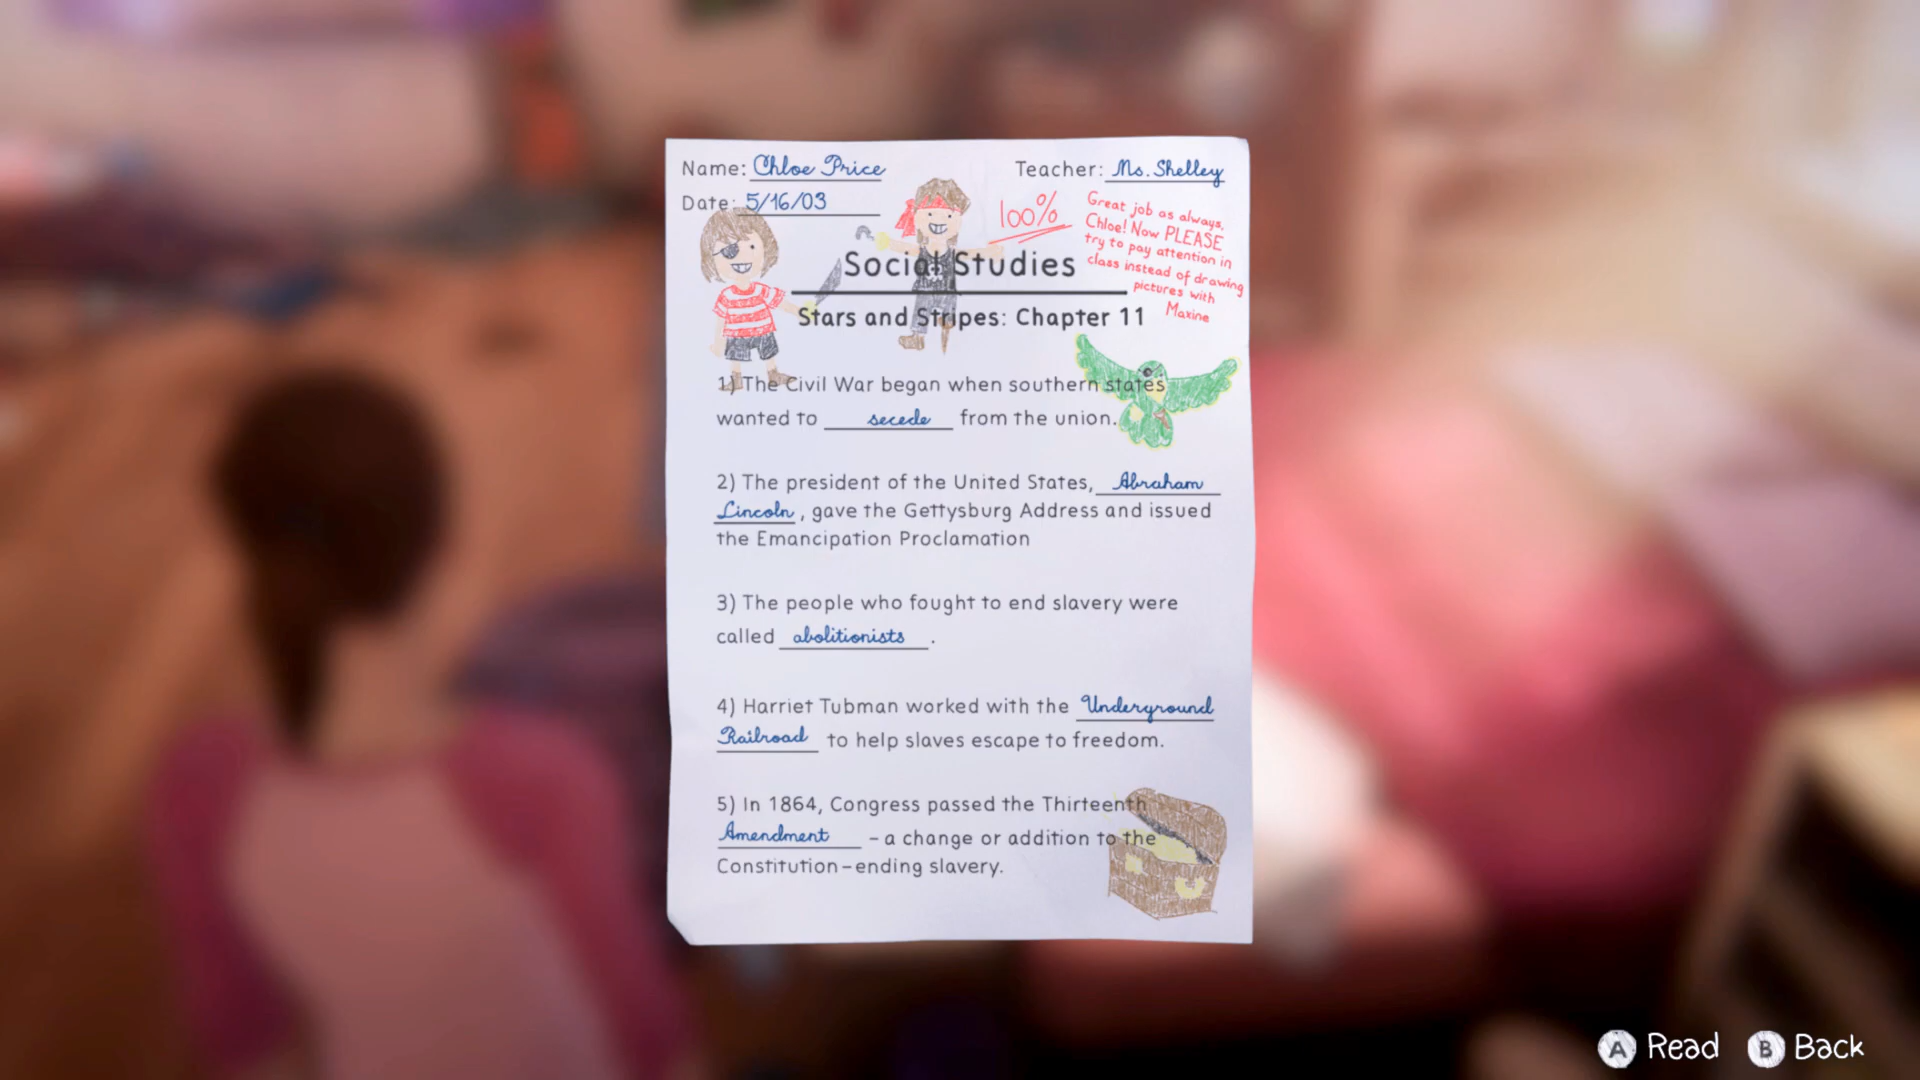 Name: Chloe Price
Teacher: Ms. Shelley
Date: 5/16/03
100%
Great job as always,
Chloe! Now PLEASE
try to pay attention in
class instead of drawing
pictures with
Maxine
Social Studies
Stars and Stripes: Chapter 11
1) The Civil War began when southern states
wanted to secede from the union.
2) The president of the United States, Abraham
Lincoln, gave the Gettysburg Address and issued
the Emancipation Proclamation
3) The people who fought to end slavery were
called abolitionists.
4) Harriet Tubman worked with the Underground
Railroad to help slaves escape to freedom.
5) In 1864, Congress passed the Thirteenth
Amendment - a change or addition to the
Constitution-ending slavery.
A Read B Back